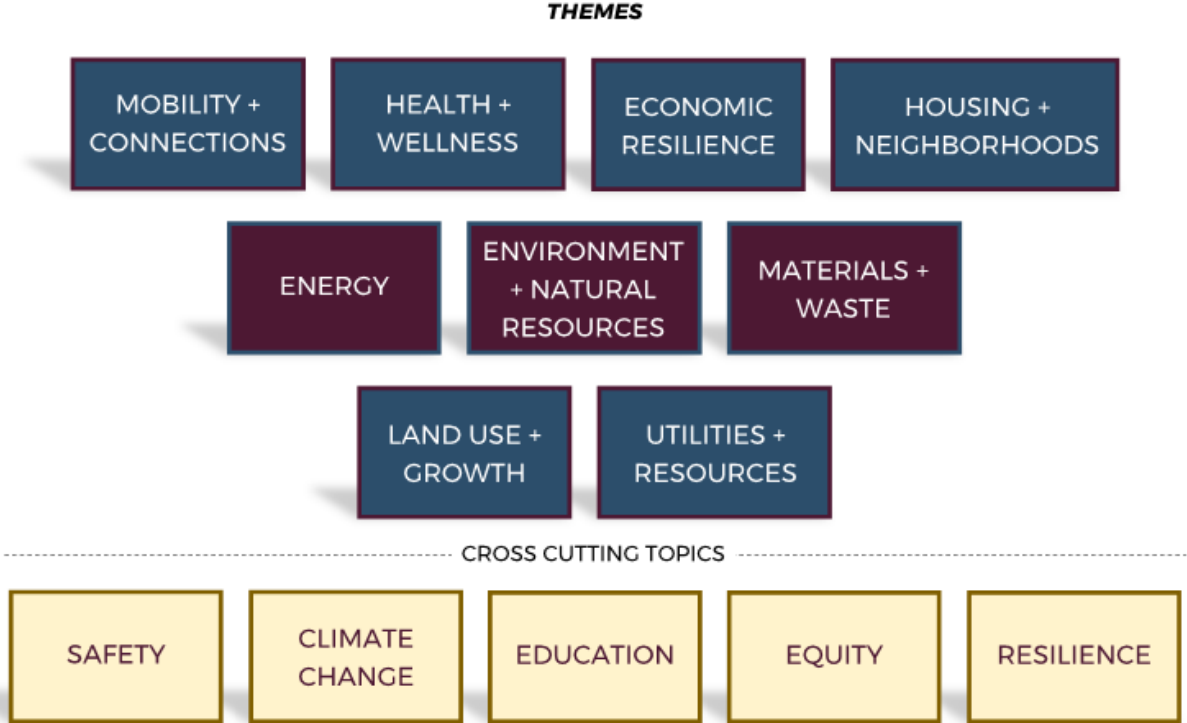 THEMES
MOBILITY +
CONNECTIONS
HEALTH +
WELLNESS
ECONOMIC
RESILIENCE
HOUSING +
NEIGHBORHOODS
ENERGY
ENVIRONMENT
+ NATURAL
RESOURCES
MATERIALS +
WASTE
LAND USE +
GROWTH
UTILITIES +
RESOURCES
CROSS CUTTING TOPICS
SAFETY
CLIMATE
CHANGE
EDUCATION
EQUITY
RESILIENCE